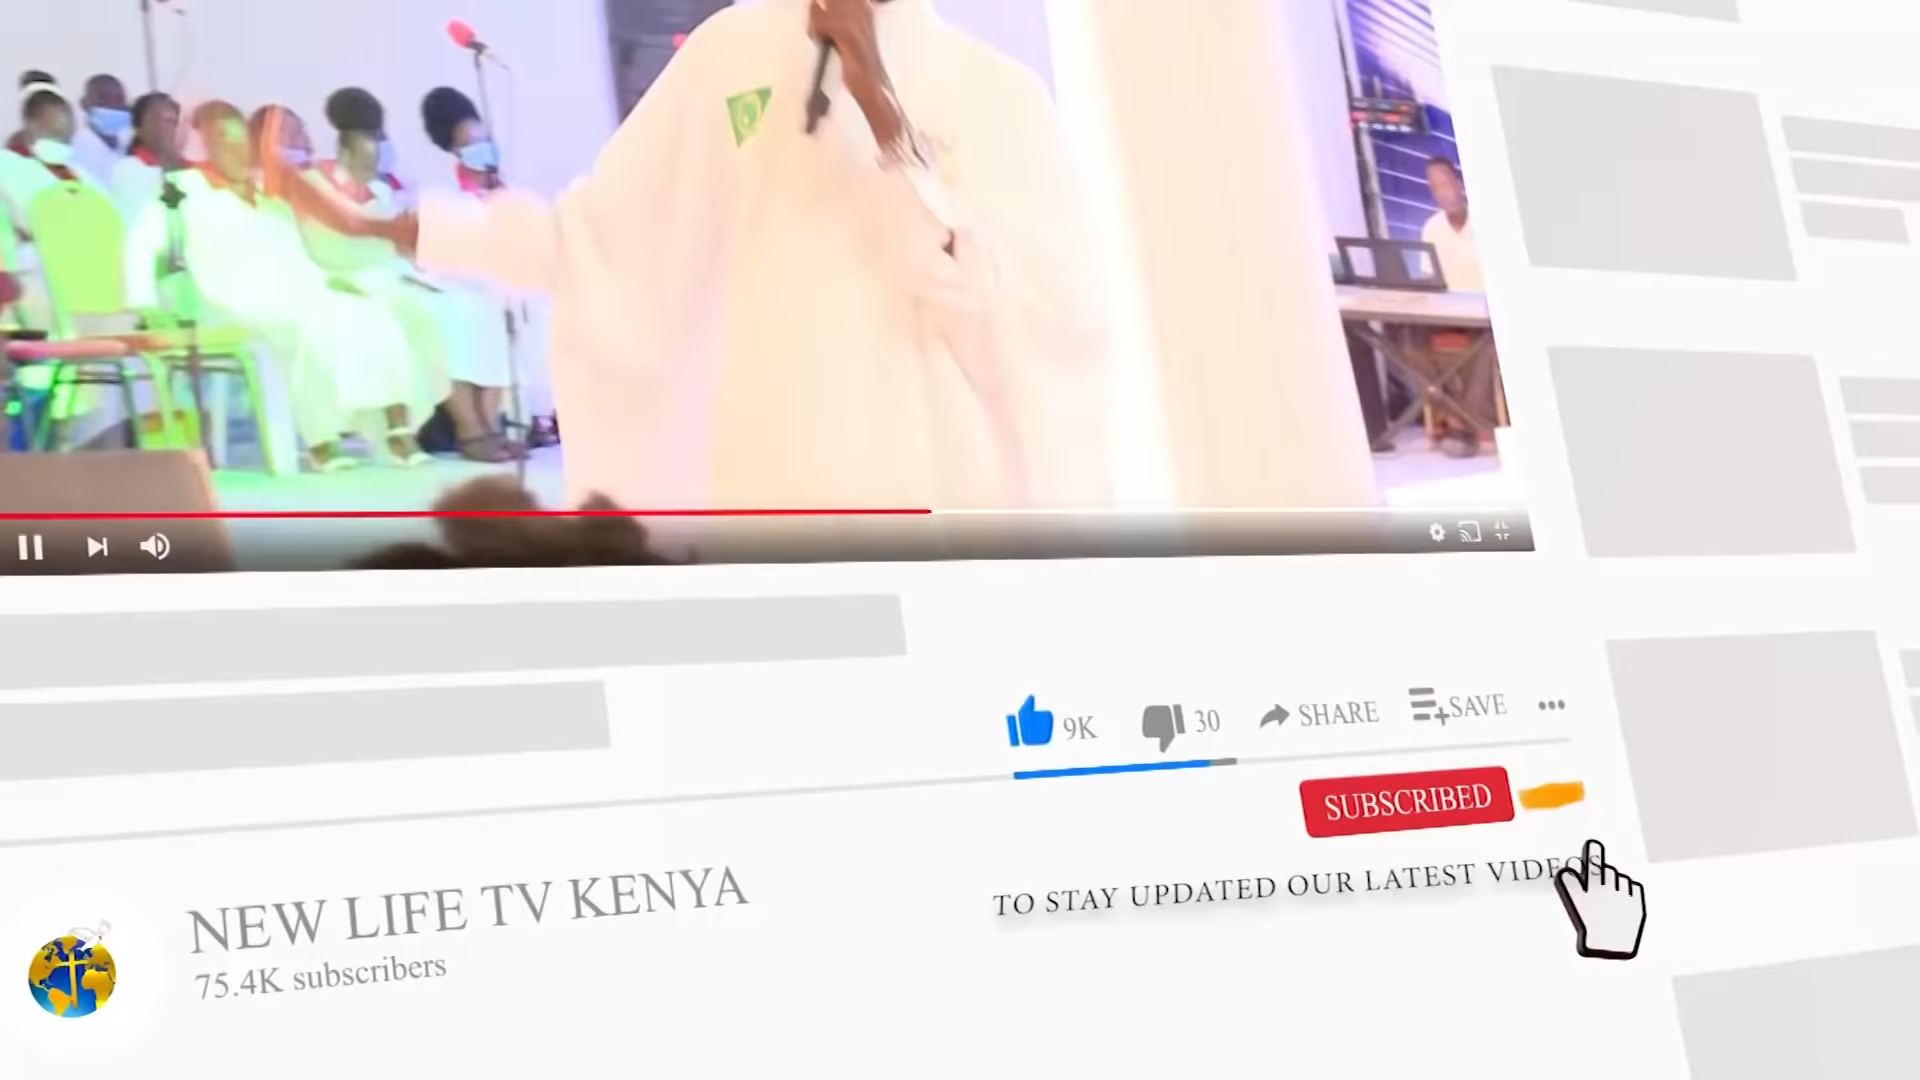 9K
30
SHARE
SAVE
SUBSCRIBED
TO STAY UPDATED OUR LATEST VIDEOS
NEW LIFE TV KENYA
75.4K subscribers